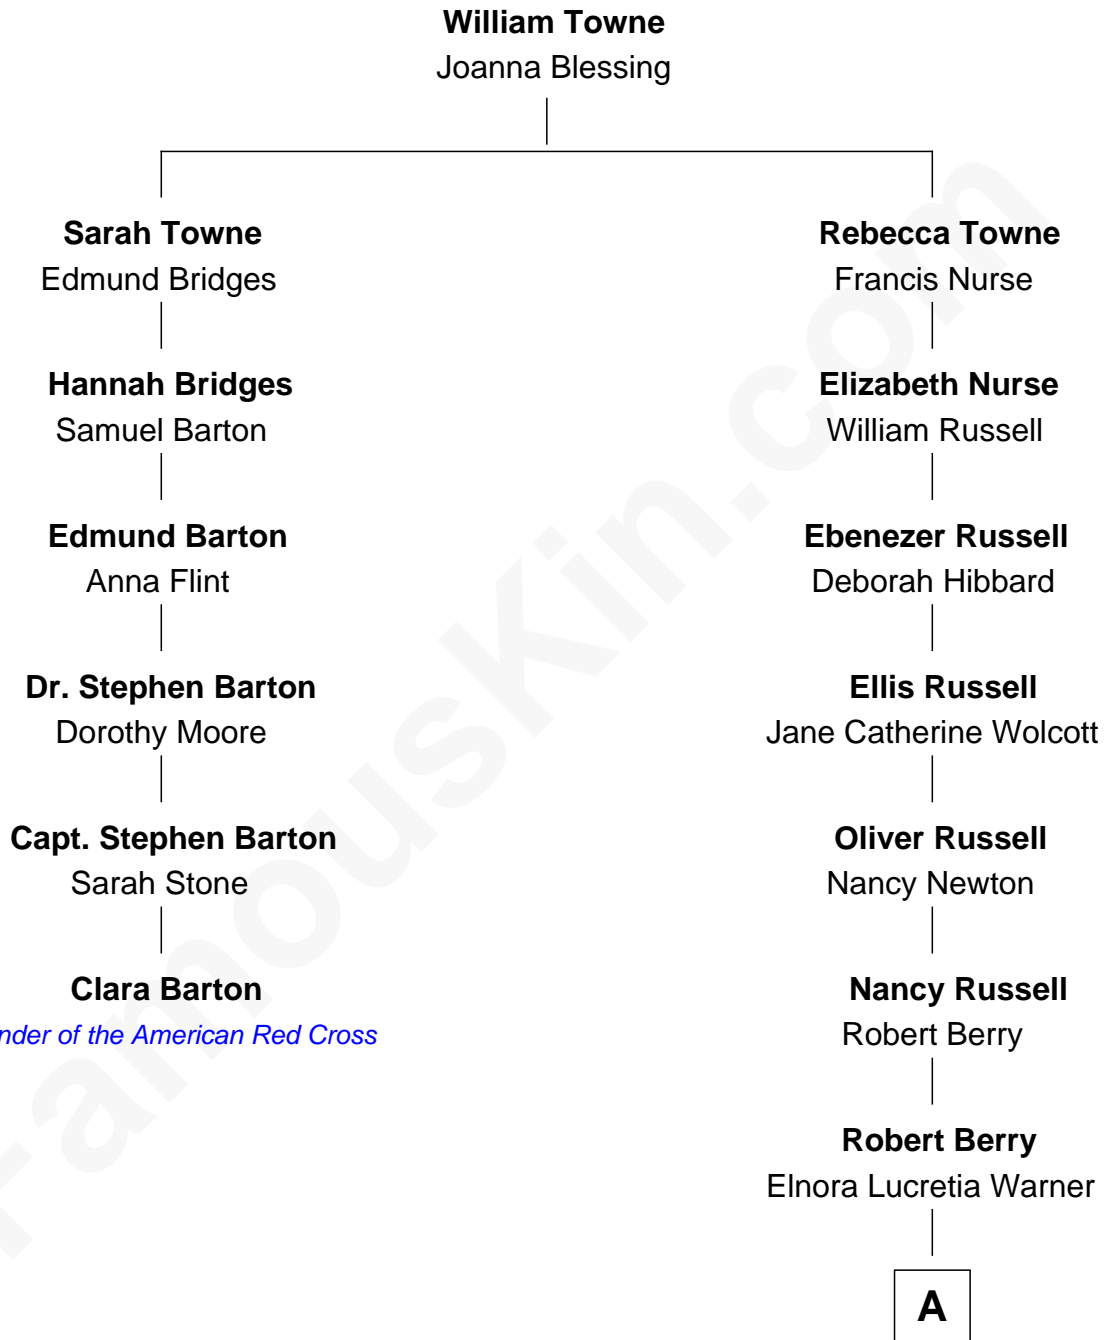 William Towne
Joanna Blessing
Sarah Towne
Edmund Bridges
Hannah Bridges
Samuel Barton
Edmund Barton
Anna Flint
Dr. Stephen Barton
Dorothy Moore
Capt. Stephen Barton
Sarah Stone
Clara Barton
nder of the American Red Cross
Rebecca Towne
Francis Nurse
Elizabeth Nurse
William Russell
Ebenezer Russell
Deborah Hibbard
Ellis Russell
Jane Catherine Wolcott
Oliver Russell
Nancy Newton
Nancy Russell
Robert Berry
Robert Berry
Elnora Lucretia Warner
A
FamousKin.com